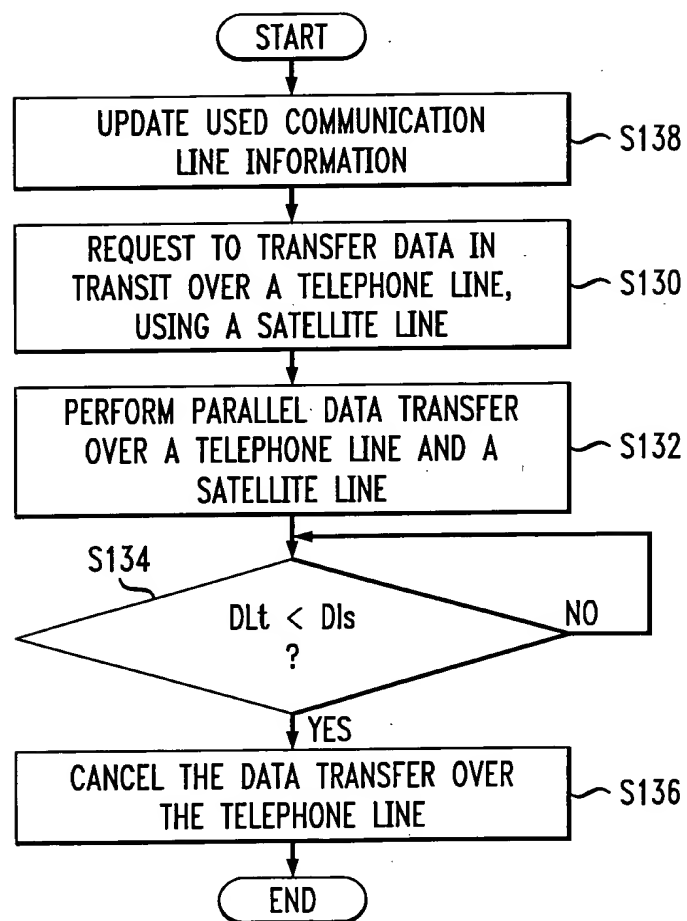 START
UPDATE USED COMMUNICATION
LINE INFORMATION
S138
REQUEST TO TRANSFER DATA IN
TRANSIT OVER A TELEPHONE LINE,
USING A SATELLITE LINE
S130
PERFORM PARALLEL DATA TRANSFER
OVER A TELEPHONE LINE AND A
SATELLITE LINE
S132
S134
DLt < DIs
?
NO
YES
CANCEL THE DATA TRANSFER OVER
THE TELEPHONE LINE
S136
END